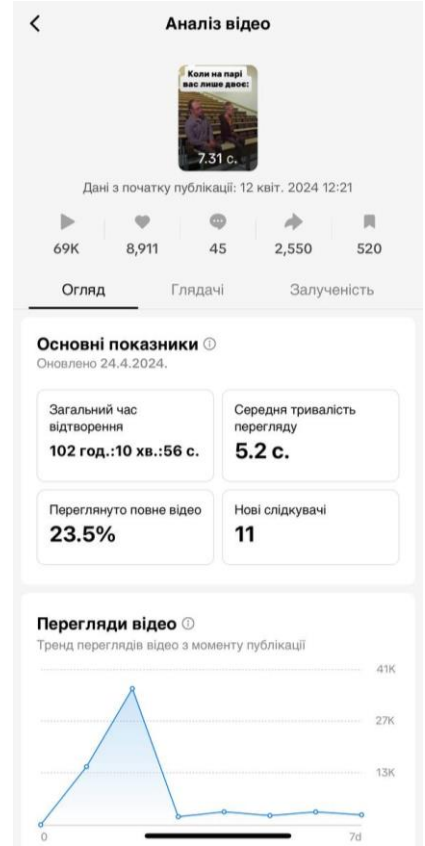 Аналіз відео
Коли на парі
вас лише двоє:
7.31 с.
Дані з початку публікації: 12 квіт. 2024 12:21
69K 8,911 45 2,550 520
Огляд Глядачі Залученість
Основні показники
Оновлено 24.4.2024.
Загальний час
відтворення
102 год.:10 хв.:56 с.
Середня тривалість
перегляду
5.2 с.
Переглянуто повне відео
23.5%
Нові слідкувачі
11
Перегляди відео
Тренд переглядів відео з моменту публікації
41K
27K
13K
0 7d